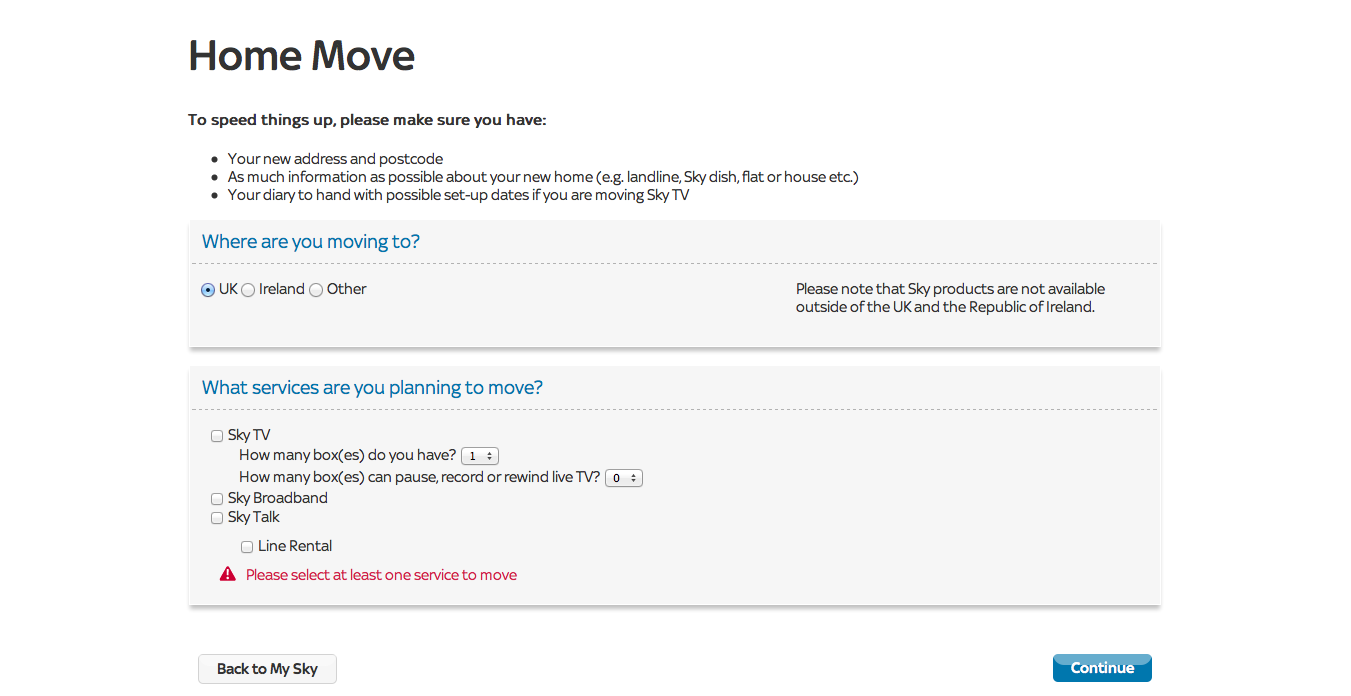 Home Move
To speed things up, please make sure you have:
Your new address and postcode
As much information as possible about your new home (e.g. landline, Sky dish, flat or house etc.)
Your diary to hand with possible set-up dates if you are moving Sky TV
Where are you moving to?
UK Ireland Other
Please note that Sky products are not available
outside of the UK and the Republic of Ireland.
What services are you planning to move?
Sky TV
How many box(es) do you have? 1
How many box(es) can pause, record or rewind live TV? 0
Sky Broadband
Sky Talk
Line Rental
Please select at least one service to move
Back to My Sky
Continue